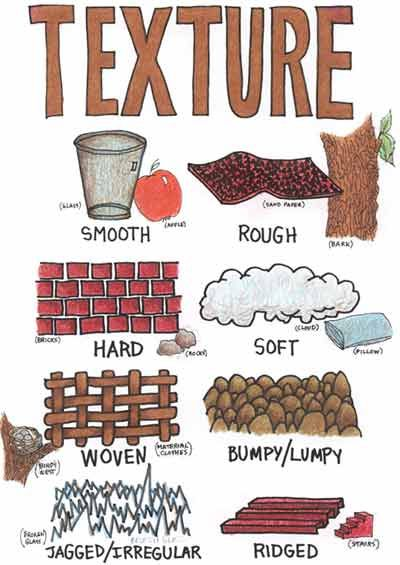 TEXTURE
(GLASS)
(APPLE)
SMOOTH
(SAND PAPER)
(BARK)
ROUGH
(BRICKS)
(ROCKS)
HARD
(CLOUD)
(PILLOW)
SOFT
(BIRDS NEST)
(MATERIAL CLOTHES)
WOVEN
BUMPY/LUMPY
(BROKEN GLASS)
JAGGED/IRREGULAR
(STAIRS)
RIDGED